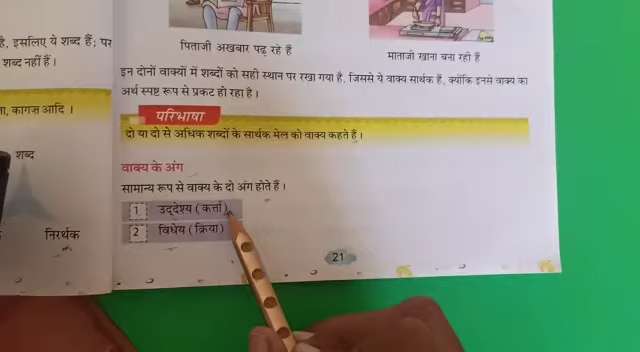 है, इसलिए ये शब्द हैं; पर
शब्द नहीं हैं।
कागज़ आदि ।
शब्द
निरर्थक
पिताजी अखबार पढ़ रहे हैं
माताजी खाना बना रही हैं
इन दोनों वाक्यों में शब्दों को सही स्थान पर रखा गया है, जिससे ये वाक्य सार्थक हैं, क्योंकि इनसे वाक्य का
अर्थ स्पष्ट रूप से प्रकट हो रहा है।
परिभाषा
दो या दो से अधिक शब्दों के सार्थक मेल को वाक्य कहते हैं।
वाक्य के अंग
सामान्य रूप से वाक्य के दो अंग होते हैं।
1 उद्देश्य (कर्त्ता)
2 विधेय (क्रिया)
21